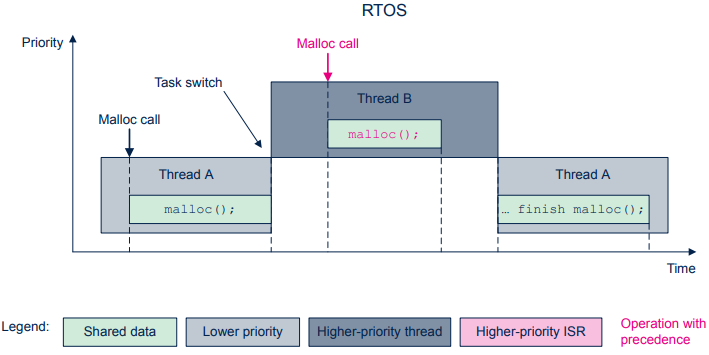 RTOS
Priority
Malloc call
Task switch
Thread B
Malloc call
malloc();
Thread A
Thread A
malloc();
… finish malloc();
Time
Legend:
Shared data
Lower priority
Higher-priority thread
Higher-priority ISR
Operation with
precedence